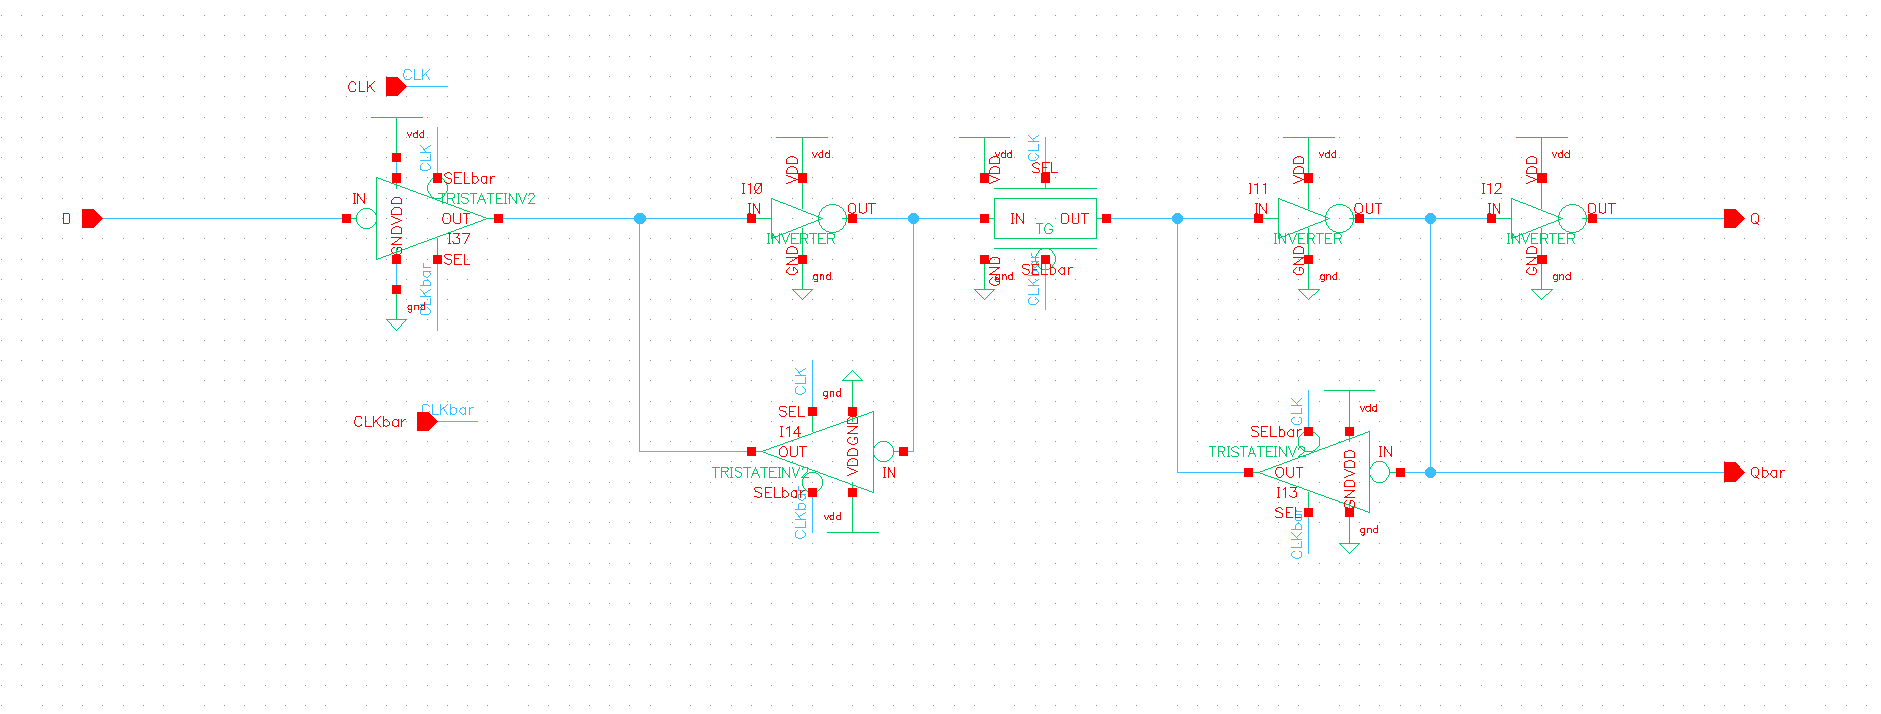 CLK
CLK
vdd
CLK
SELbar
IN
TRISTATEINV2
D
GNDVDD
OUT
I37
SEL
CLKbar
gnd
vdd
VDD
I10
IN
OUT
INVERTER
GND
gnd
vdd
VDD
CLK
SEL
IN
OUT
TG
SELbar
GND
gnd
CLKbar
vdd
VDD
I11
IN
OUT
INVERTER
GND
gnd
vdd
VDD
I12
IN
OUT
INVERTER
GND
gnd
Q
CLKbar
CLKbar
CLK
gnd
SEL
I14
OUT
VDDGND
TRISTATEINV2
IN
SELbar
CLKbar
vdd
CLK
vdd
SELbar
IN
TRISTATEINV2
OUT
GNDVDD
I13
SEL
CLKbar
gnd
Qbar